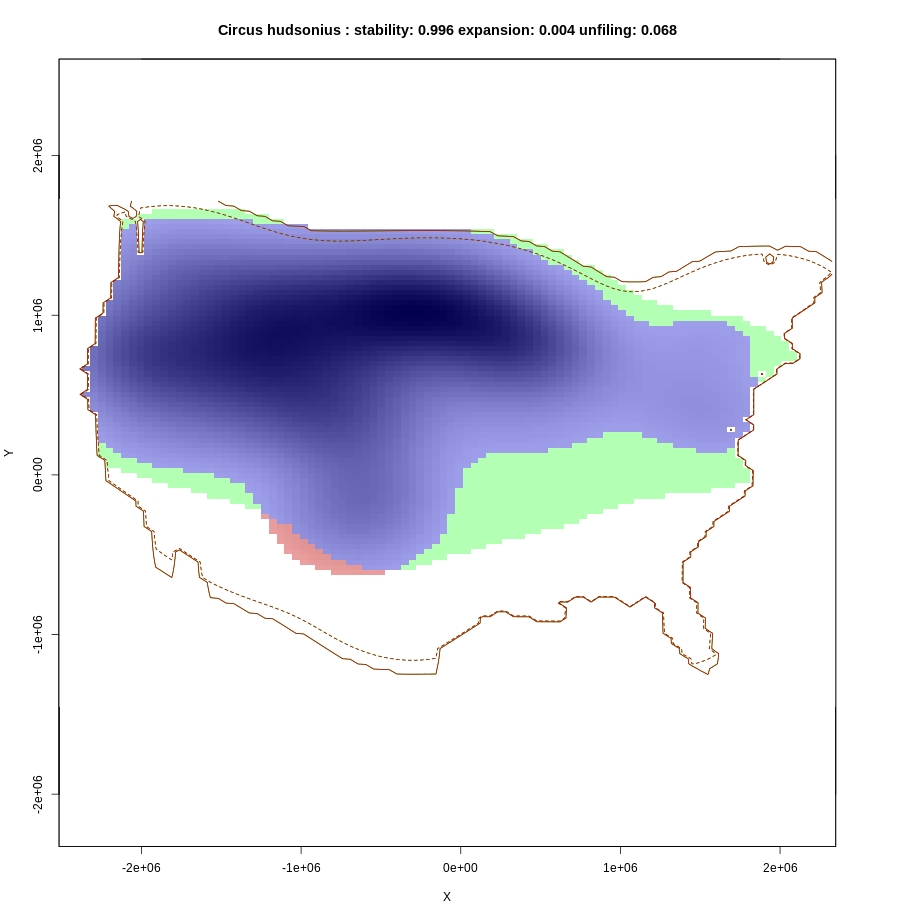 Circus hudsonius : stability: 0.996 expansion: 0.004 unfiling: 0.068
2e+06
1e+06
0e+00
-1e+06
-2e+06
Y
-2e+06 -1e+06 0e+00 1e+06 2e+06
X